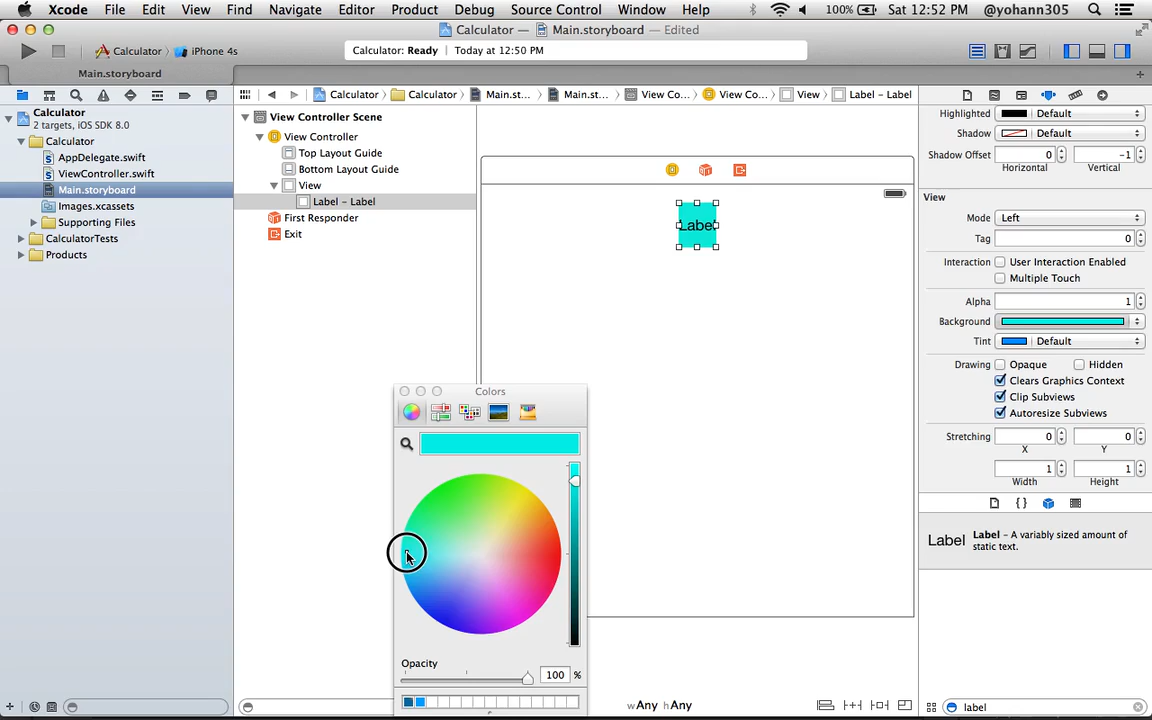 Xcode File Edit View Find Navigate Editor Product Debug Source Control Window Help 100% Sat 12:52 PM @yohann305
Calculator — Main.storyboard — Edited
Calculator iPhone 4s
Calculator: Ready Today at 12:50 PM
Main.storyboard
Calculator Calculator Main.st... Main.st... View Co... View Co... View Label - Label
Calculator
2 targets, iOS SDK 8.0
Calculator
AppDelegate.swift
ViewController.swift
Main.storyboard
Images.xcassets
Supporting Files
CalculatorTests
Products
View Controller Scene
View Controller
Top Layout Guide
Bottom Layout Guide
View
Label - Label
First Responder
Exit
Label
Colors
Opacity
100 %
wAny hAny
Highlighted Default
Shadow Default
Shadow Offset 0 -1
Horizontal Vertical
View
Mode Left
Tag 0
Interaction User Interaction Enabled
Multiple Touch
Alpha 1
Background
Tint Default
Drawing Opaque Hidden
Clears Graphics Context
Clip Subviews
Autoresize Subviews
Stretching 0 0
X Y
1 1
Width Height
{ }
Label Label - A variably sized amount of
static text.
label